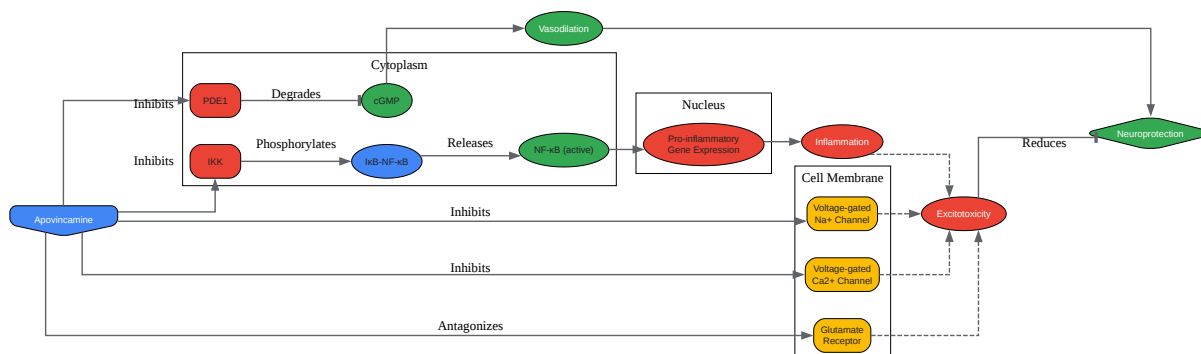 Vasodilation
Cytoplasm
Inhibits
PDE1
Degrades
cGMP
Nucleus
Inhibits
IKK
Phosphorylates
IκB-NF-κB
Releases
NF-κB (active)
Pro-inflammatory
Gene Expression
Inflammation
Reduces
Neuroprotection
Cell Membrane
Apovincamine
Inhibits
Voltage-gated
Na+ Channel
Excitotoxicity
Inhibits
Voltage-gated
Ca2+ Channel
Antagonizes
Glutamate
Receptor